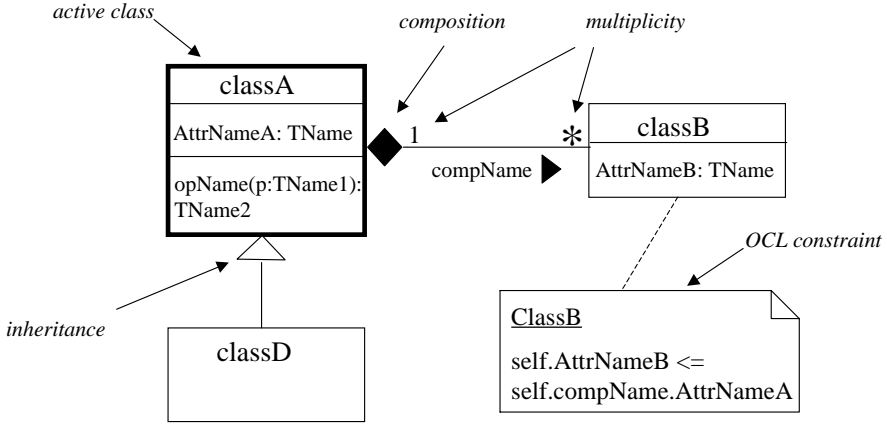 active class
composition
multiplicity
classA
AttrNameA: TName
opName(p:TName1):
TName2
1
*
compName
classB
AttrNameB: TName
OCL constraint
inheritance
classD
ClassB
self.AttrNameB <=
self.compName.AttrNameA